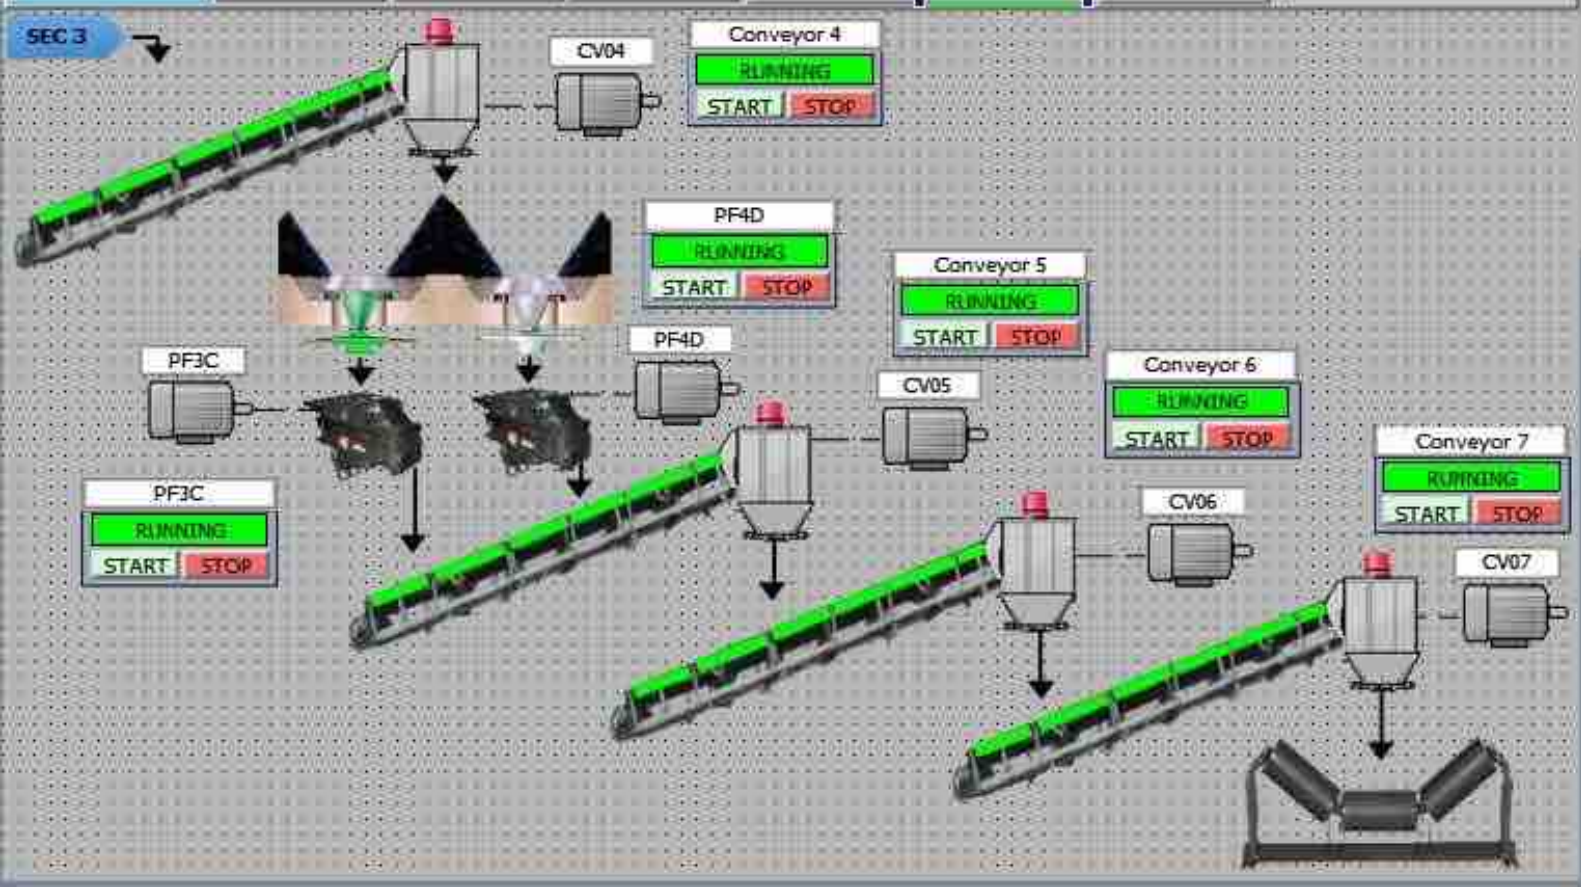 SEC 3
CV04
Conveyor 4
RUNNING
START STOP
PF4D
RUNNING
START STOP
Conveyor 5
RUNNING
START STOP
PF3C
PF4D
CV05
Conveyor 6
RUNNING
START STOP
Conveyor 7
RUNNING
START STOP
PF3C
RUNNING
START STOP
CV06
CV07